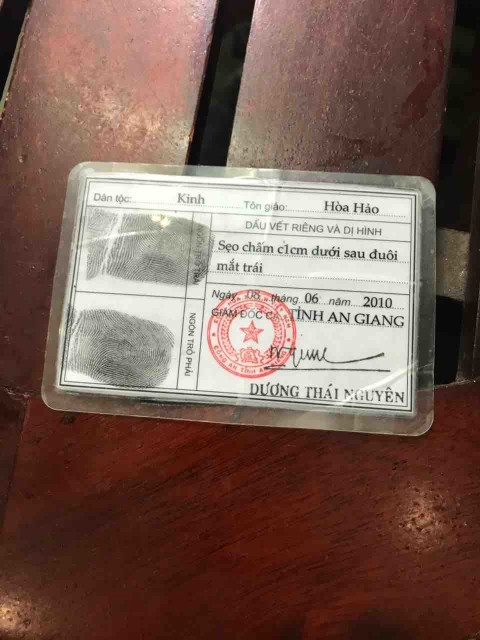 Dân tộc: Kinh Tôn giáo: Hòa Hảo
DẤU VẾT RIÊNG VÀ DỊ HÌNH
Sẹo chấm c1cm dưới sau đuôi
mắt trái
Ngày 08 tháng 06 năm 2010
GIÁM ĐỐC CA TỈNH AN GIANG
DƯƠNG THÁI NGUYÊN
TRÁI
NGÓN TRỎ PHẢI